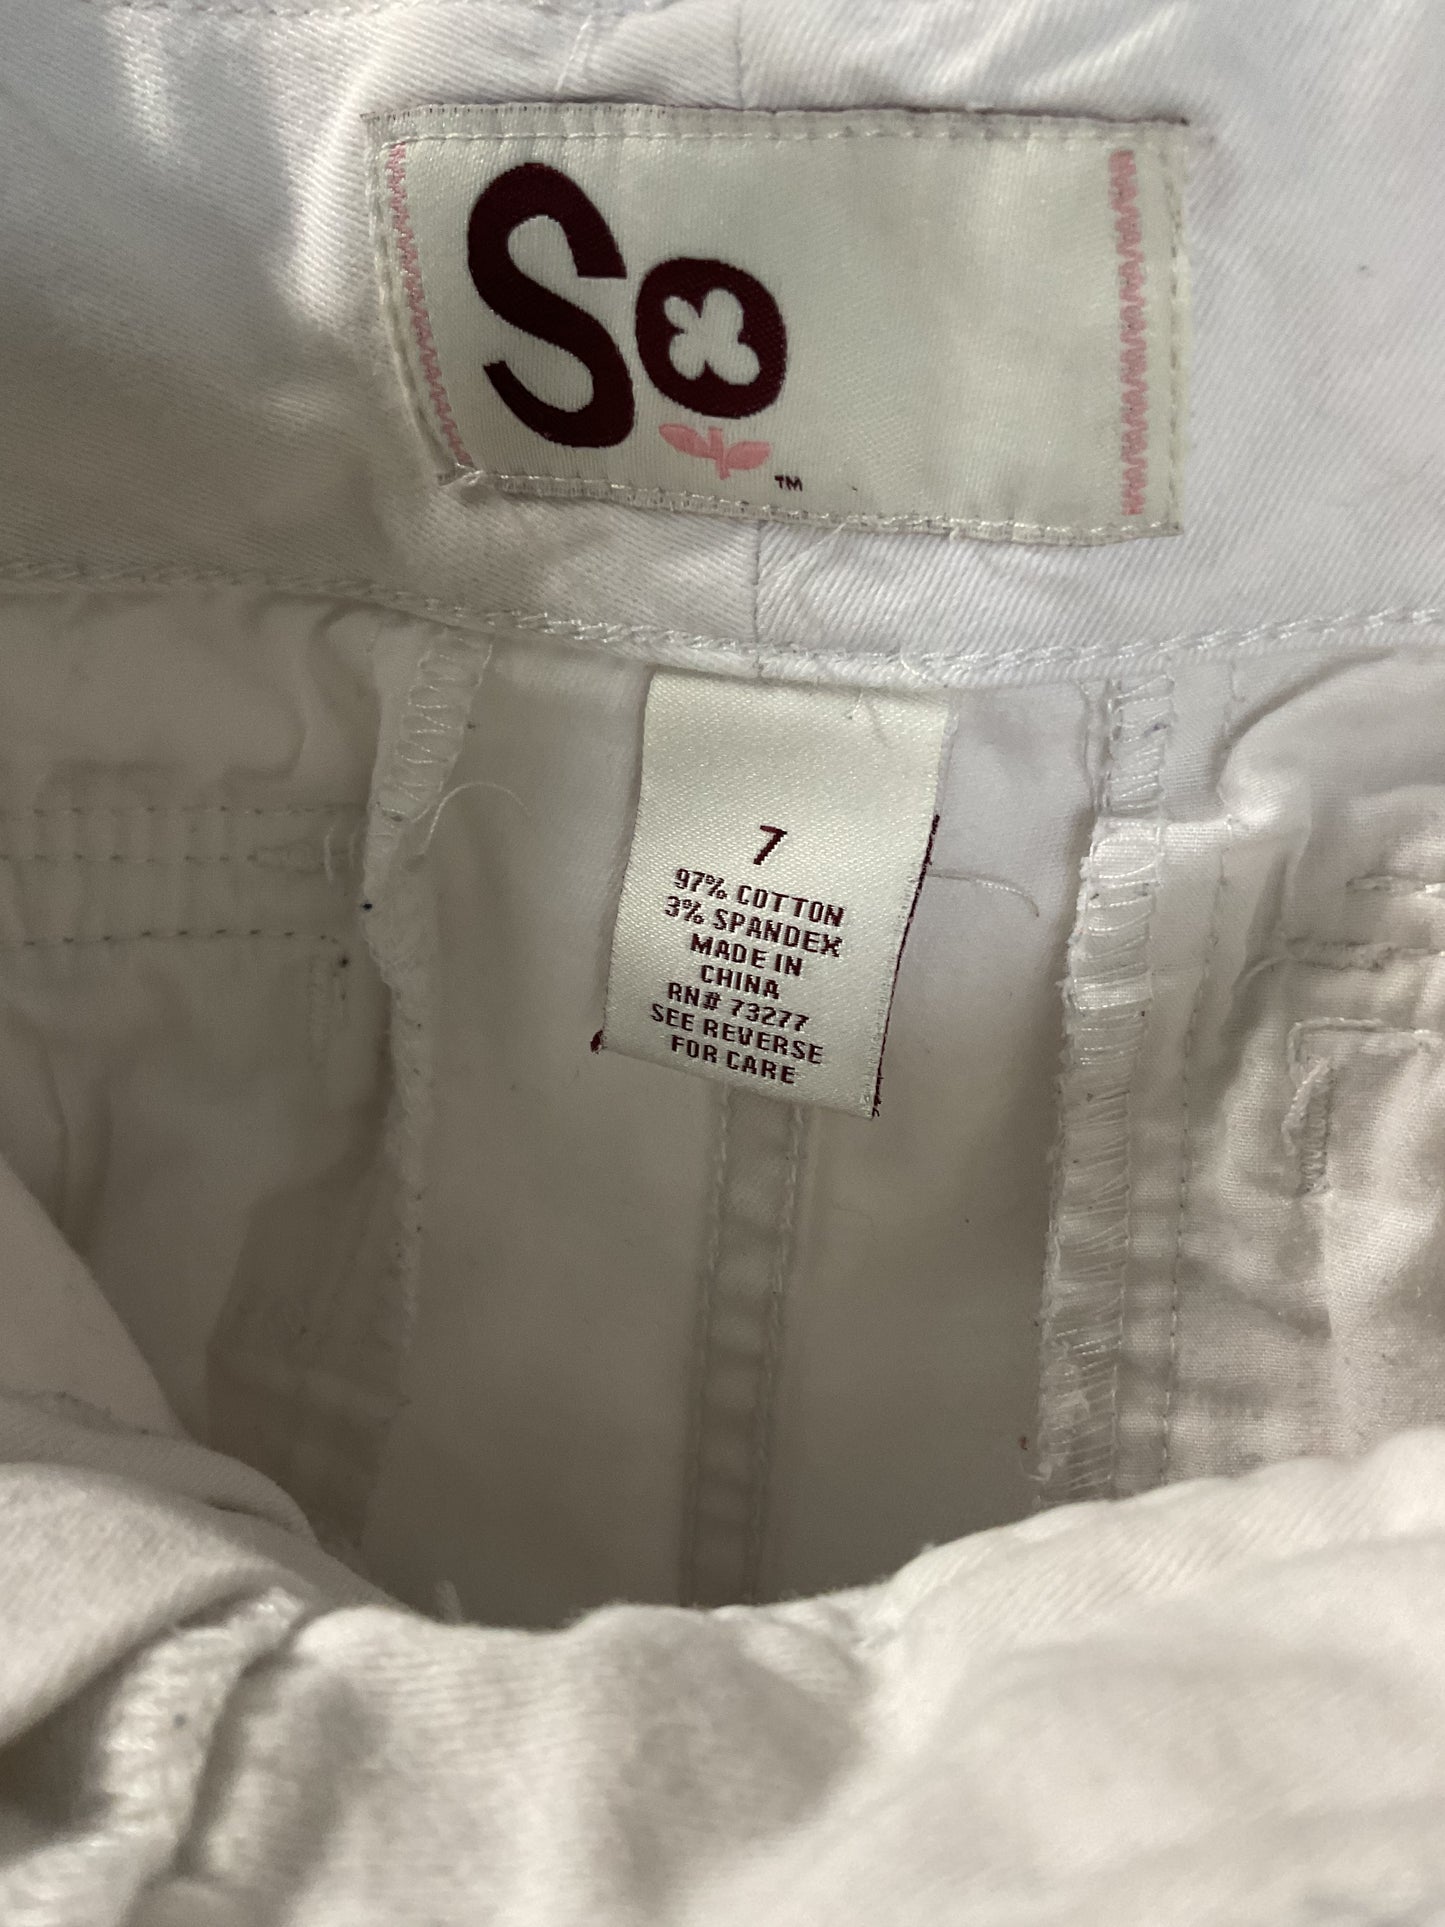 So
TM
7
97% COTTON
3% SPANDEX
MADE IN
CHINA
RN# 73277
SEE REVERSE
FOR CARE